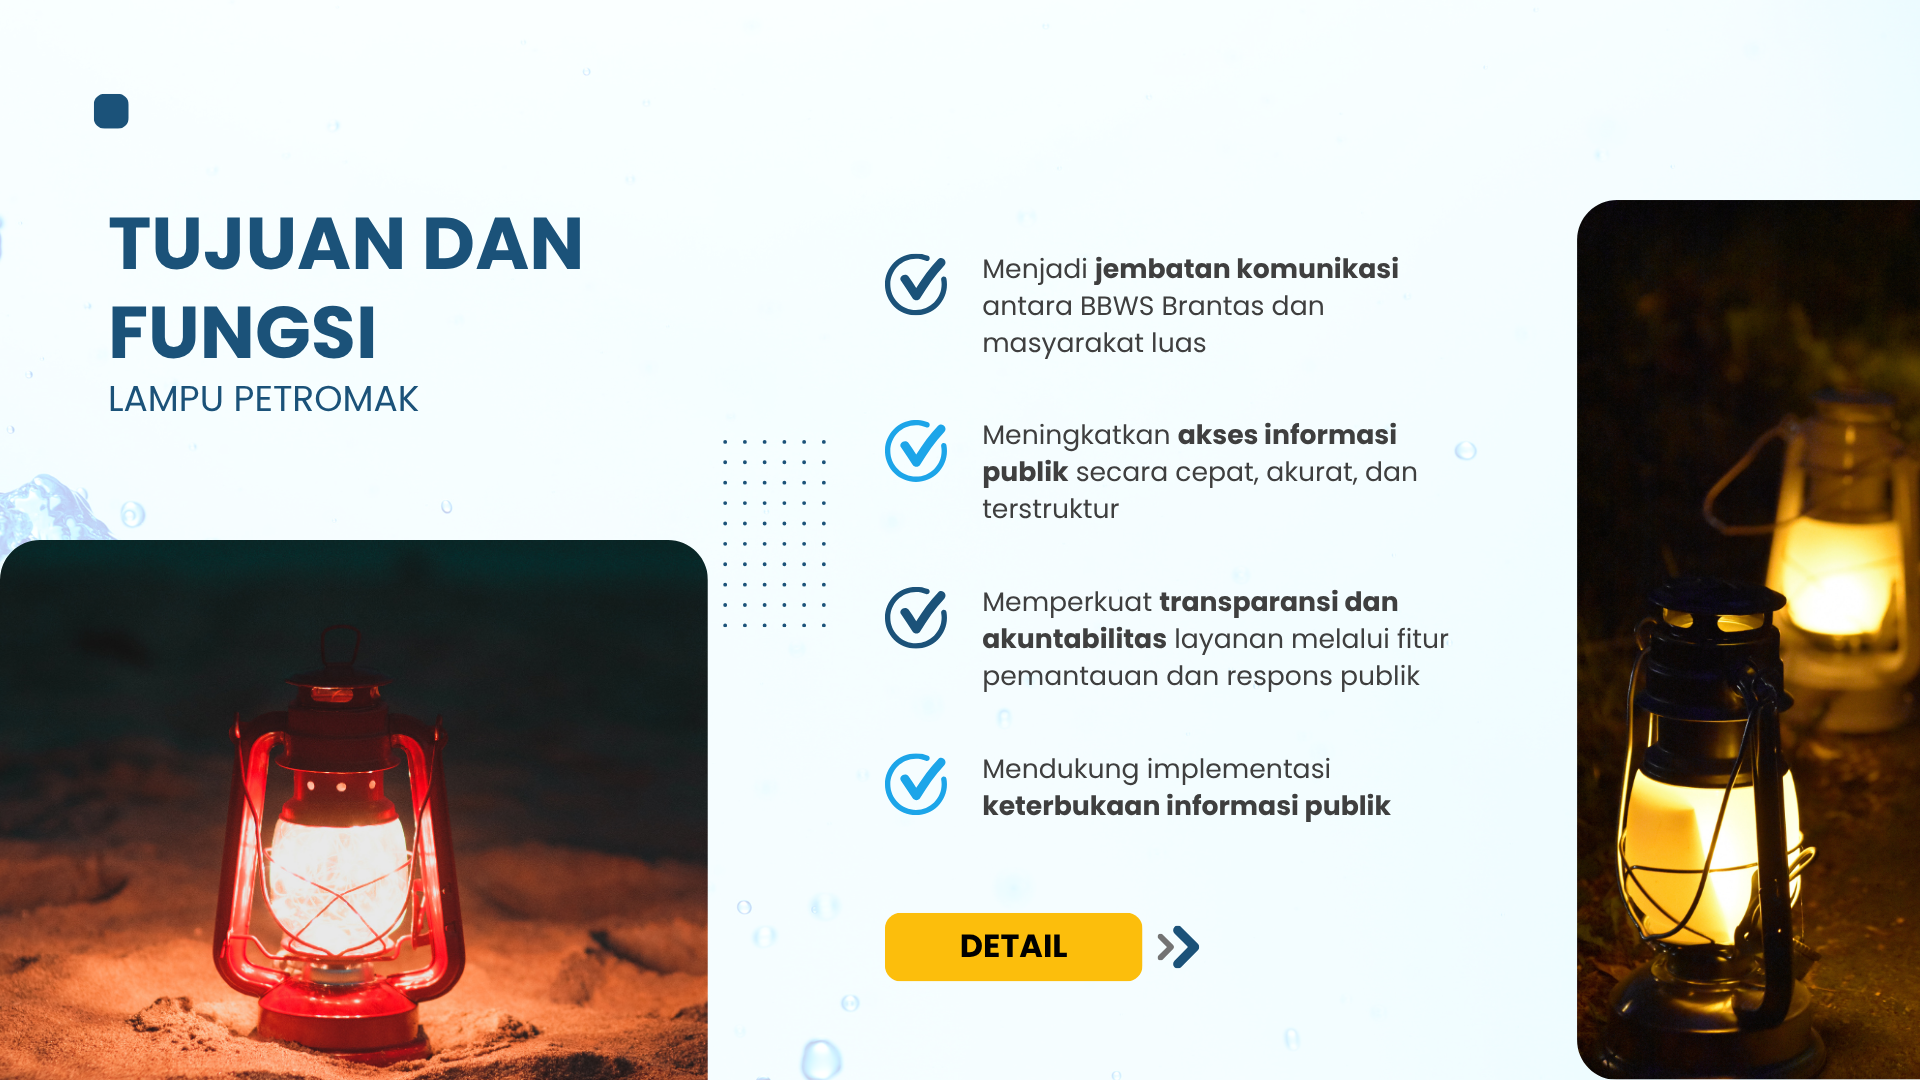 TUJUAN DAN
FUNGSI
LAMPU PETROMAK
Menjadi jembatan komunikasi
antara BBWS Brantas dan
masyarakat luas
Meningkatkan akses informasi
publik secara cepat, akurat, dan
terstruktur
Memperkuat transparansi dan
akuntabilitas layanan melalui fitur
pemantauan dan respons publik
Mendukung implementasi
keterbukaan informasi publik
DETAIL